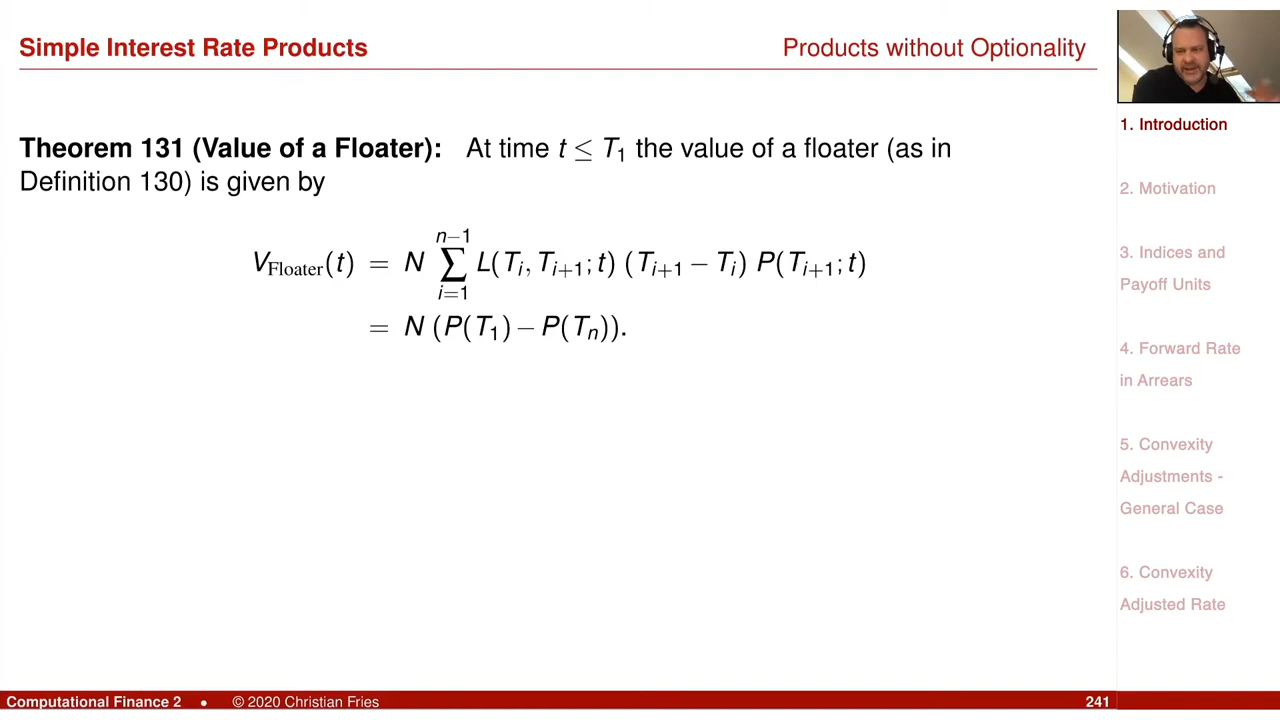 Simple Interest Rate Products
Products without Optionality
Theorem 131 (Value of a Floater): At time t ≤ T₁ the value of a floater (as in
Definition 130) is given by
V_Floater(t) = N ∑_{i=1}^{n−1} L(T_i, T_{i+1}; t) (T_{i+1} − T_i) P(T_{i+1}; t)
= N (P(T₁) − P(T_n)).
1. Introduction
2. Motivation
3. Indices and
Payoff Units
4. Forward Rate
in Arrears
5. Convexity
Adjustments -
General Case
6. Convexity
Adjusted Rate
Computational Finance 2 • © 2020 Christian Fries
241